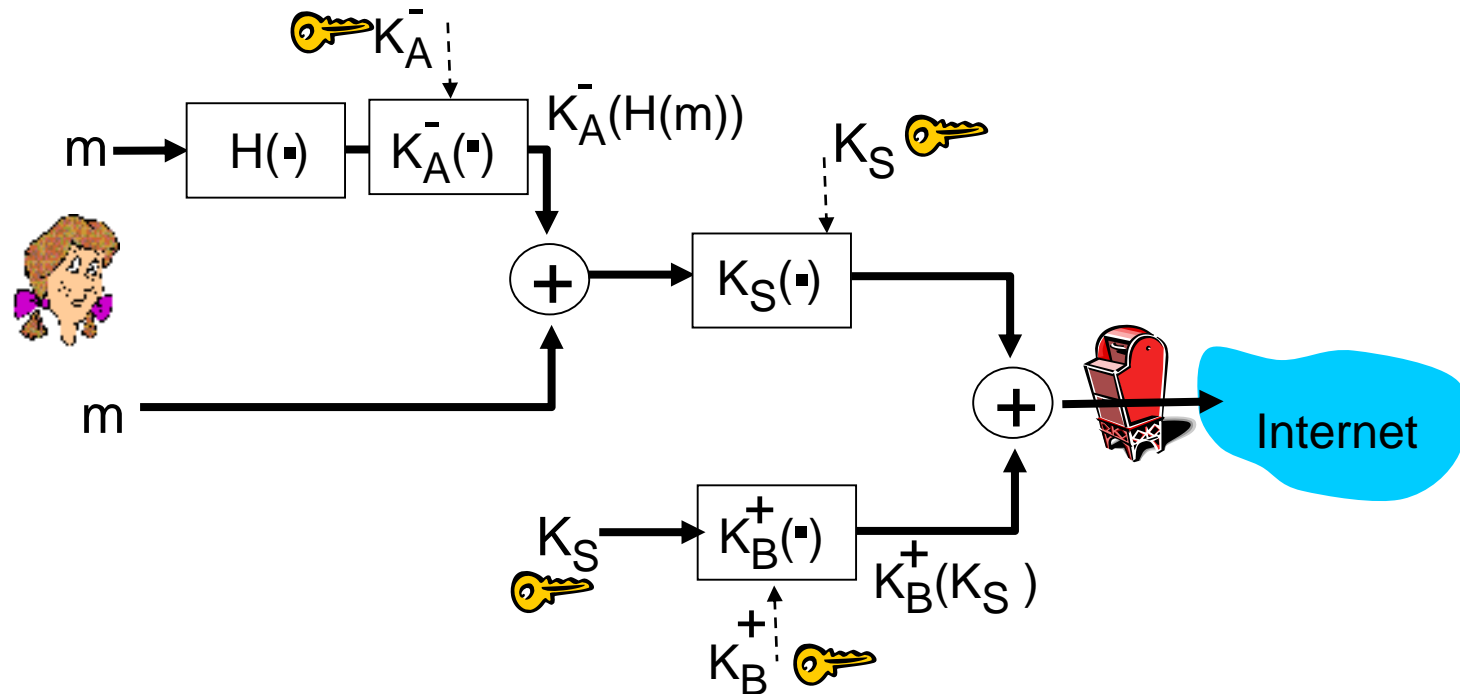 K_A^-
m
H(▪)
K_A^-(▪)
K_A^-(H(m))
K_S
+
K_S(▪)
m
+
Internet
K_S
K_B^+(▪)
K_B^+(K_S )
K_B^+